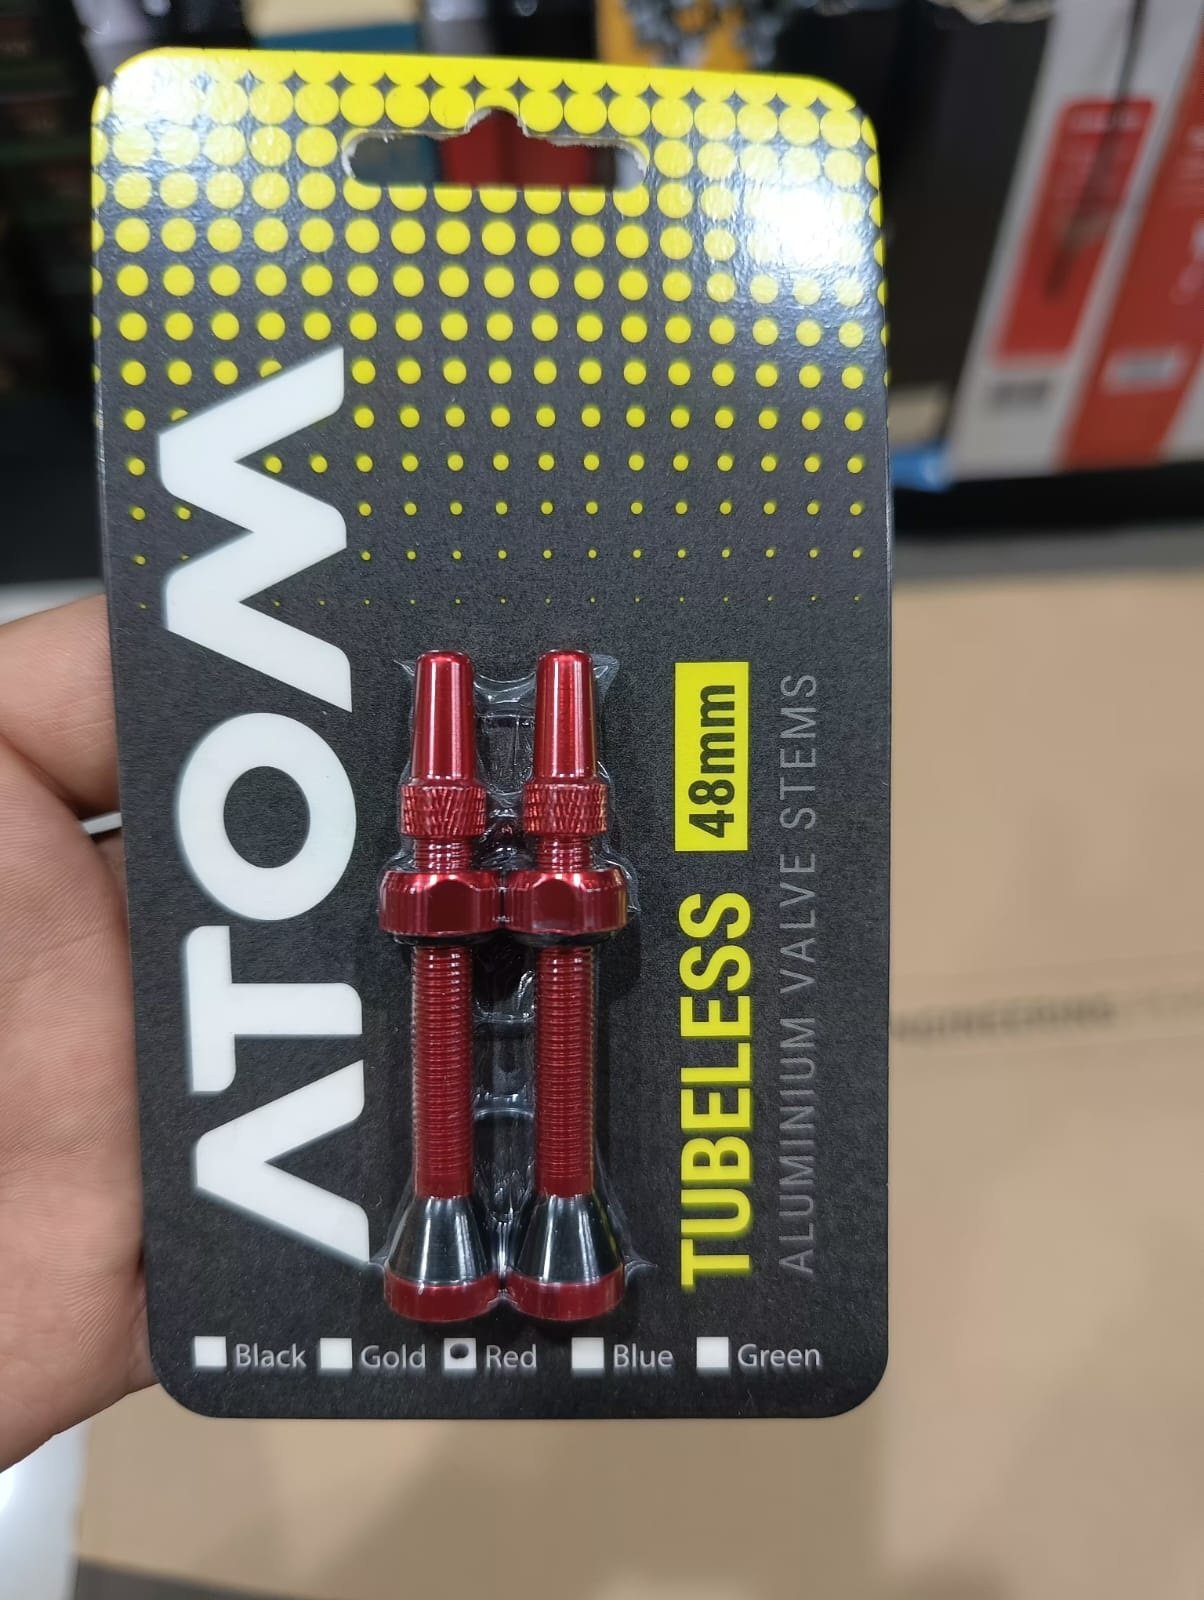 ATOM
TUBELESS 48mm
ALUMINIUM VALVE STEMS
Black Gold Red Blue Green